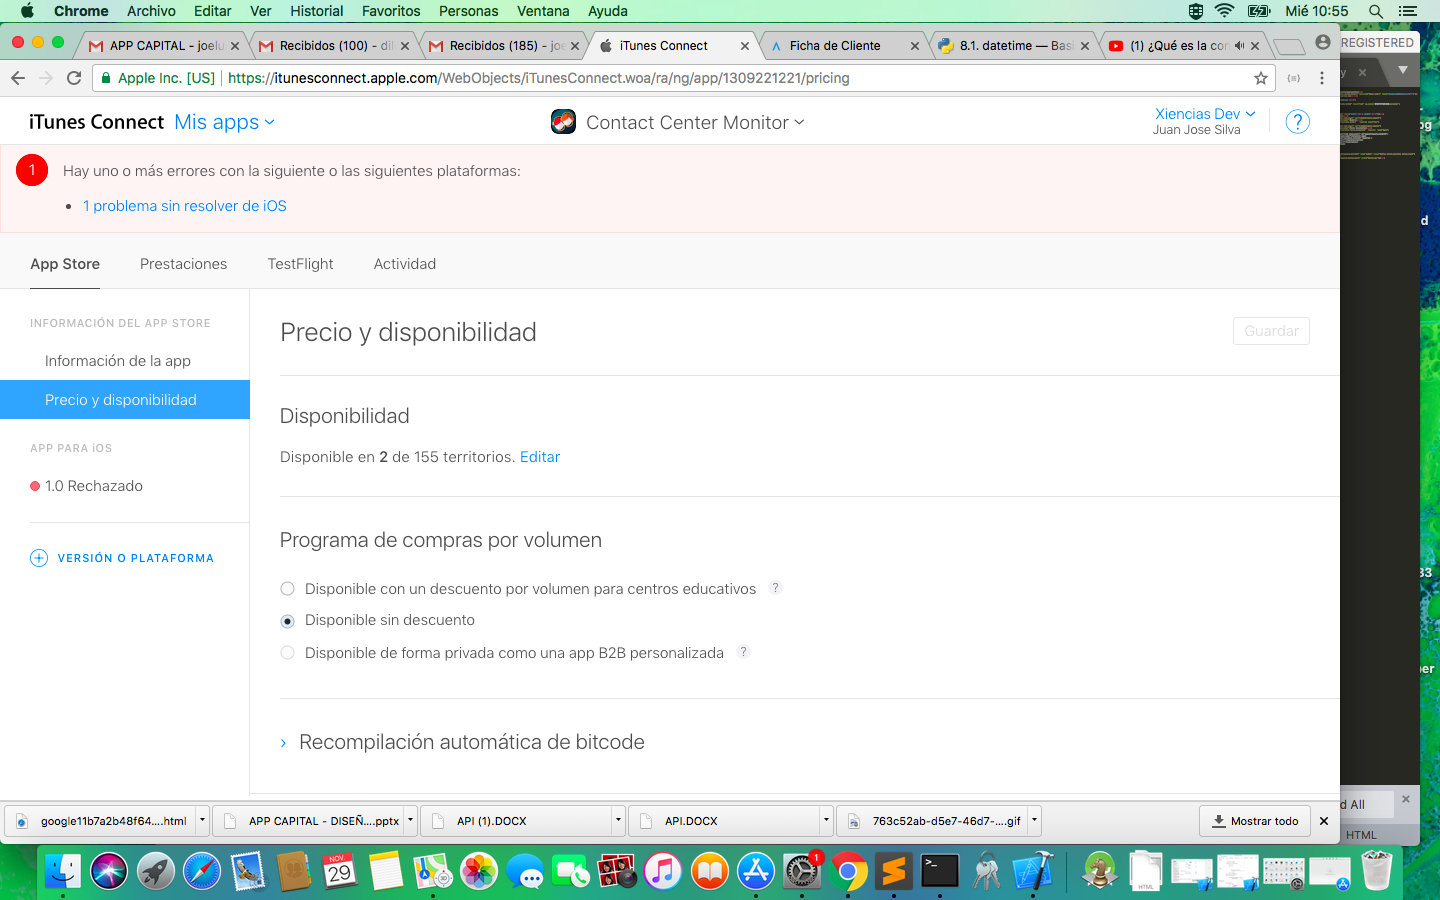 Chrome Archivo Editar Ver Historial Favoritos Personas Ventana Ayuda Mié 10:55
APP CAPITAL - joelu
Recibidos (100) - dil
Recibidos (185) - joe
iTunes Connect
Ficha de Cliente
8.1. datetime — Basi
(1) ¿Qué es la con
REGISTERED
Apple Inc. [US] https://itunesconnect.apple.com/WebObjects/iTunesConnect.woa/ra/ng/app/1309221221/pricing
iTunes Connect Mis apps
Contact Center Monitor
Xiencias Dev
Juan Jose Silva
?
1
Hay uno o más errores con la siguiente o las siguientes plataformas:
1 problema sin resolver de iOS
App Store Prestaciones TestFlight Actividad
INFORMACIÓN DEL APP STORE
Información de la app
Precio y disponibilidad
APP PARA iOS
1.0 Rechazado
VERSIÓN O PLATAFORMA
Precio y disponibilidad
Guardar
Disponibilidad
Disponible en 2 de 155 territorios. Editar
Programa de compras por volumen
Disponible con un descuento por volumen para centros educativos ?
Disponible sin descuento
Disponible de forma privada como una app B2B personalizada ?
Recompilación automática de bitcode
google11b7a2b48f64....html
APP CAPITAL - DISEÑ....pptx
API (1).DOCX
API.DOCX
763c52ab-d5e7-46d7-....gif
Mostrar todo
d All
HTML
NOV.
29
1
HTML